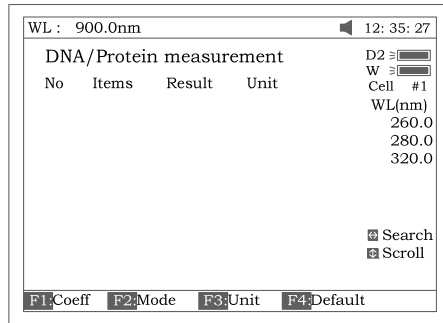 WL : 900.0nm 12: 35: 27
DNA/Protein measurement
No Items Result Unit
D2
W
Cell #1
WL(nm)
260.0
280.0
320.0
Search
Scroll
F1:Coeff F2:Mode F3:Unit F4:Default